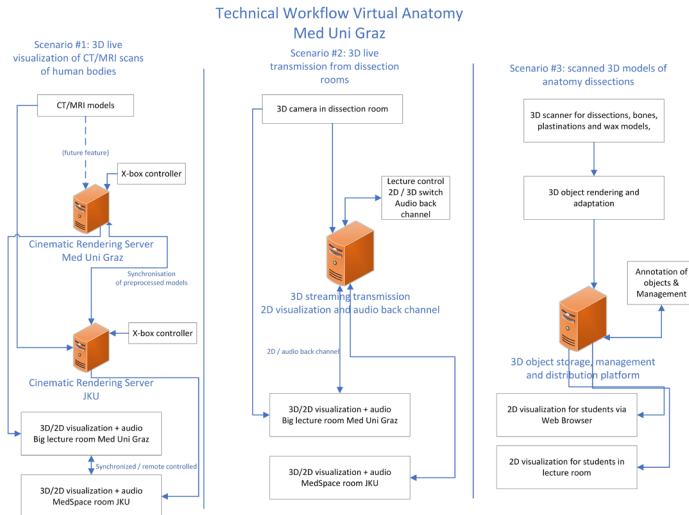 Technical Workflow Virtual Anatomy
Med Uni Graz
Scenario #1: 3D live
visualization of CT/MRI scans
of human bodies
CT/MRI models
(future feature)
X-box controller
Cinematic Rendering Server
Med Uni Graz
Synchronisation
of preprocessed models
X-box controller
Cinematic Rendering Server
JKU
3D/2D visualization + audio
Big lecture room Med Uni Graz
Synchronized / remote controlled
3D/2D visualization + audio
MedSpace room JKU
Scenario #2: 3D live
transmission from dissection
rooms
3D camera in dissection room
Lecture control
2D / 3D switch
Audio back
channel
3D streaming transmission
2D visualization and audio back channel
2D / audio back channel
3D/2D visualization + audio
Big lecture room Med Uni Graz
3D/2D visualization + audio
MedSpace room JKU
Scenario #3: scanned 3D models of
anatomy dissections
3D scanner for dissections, bones,
plastinations and wax models,
3D object rendering and
adaptation
Annotation of
objects &
Management
3D object storage, management
and distribution platform
2D visualization for students via
Web Browser
2D visualization for students in
lecture room